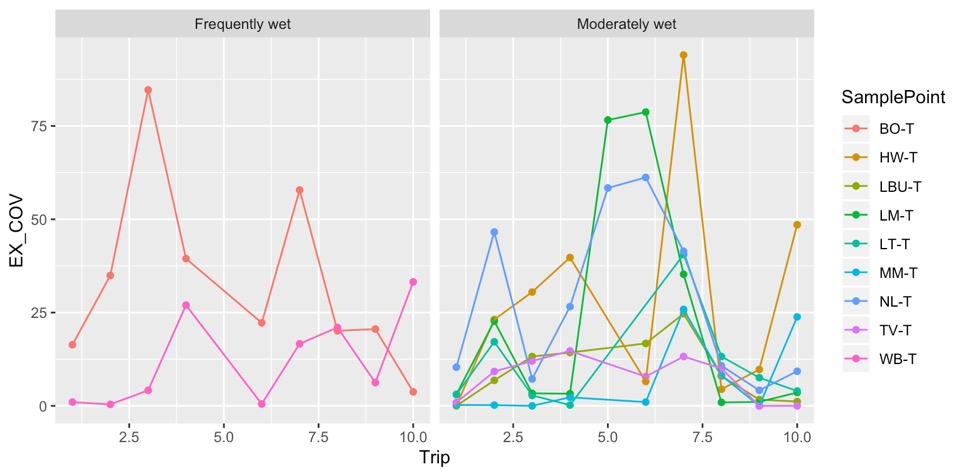 Frequently wet
Moderately wet
EX_COV
75
50
25
0
2.5
5.0
7.5
10.0
2.5
5.0
7.5
10.0
Trip
SamplePoint
BO-T
HW-T
LBU-T
LM-T
LT-T
MM-T
NL-T
TV-T
WB-T